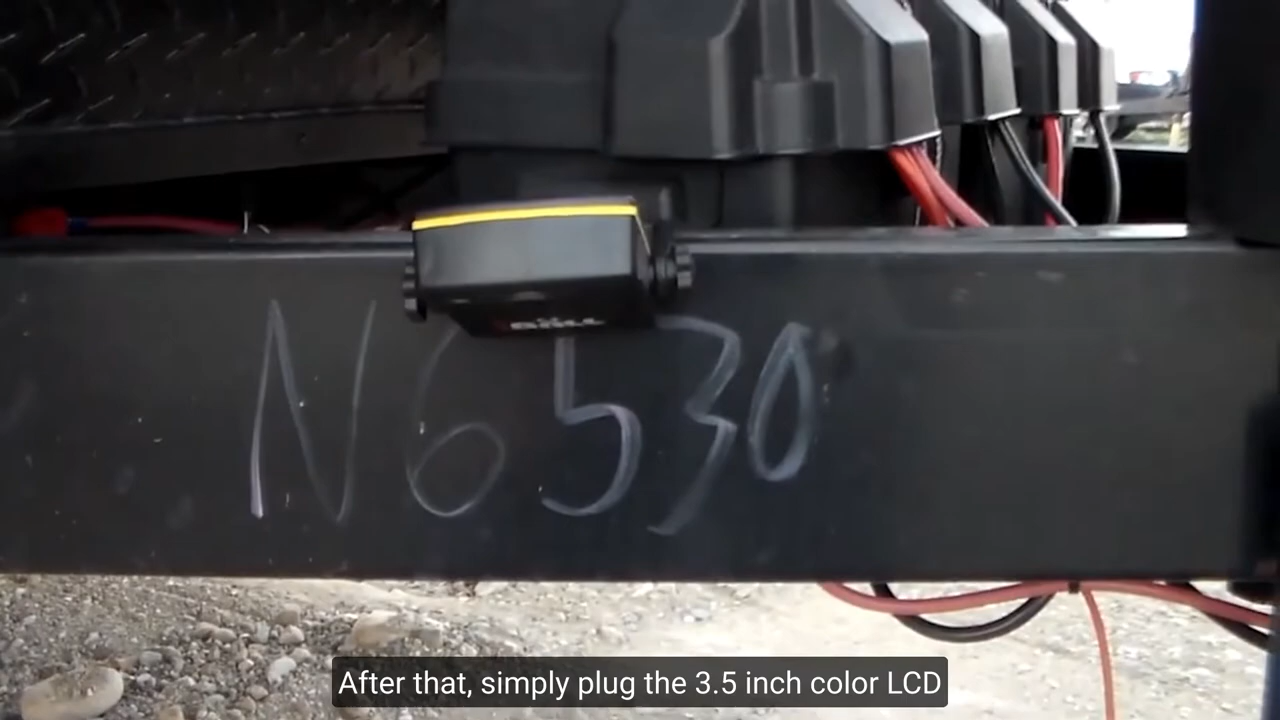 N6530
After that, simply plug the 3.5 inch color LCD